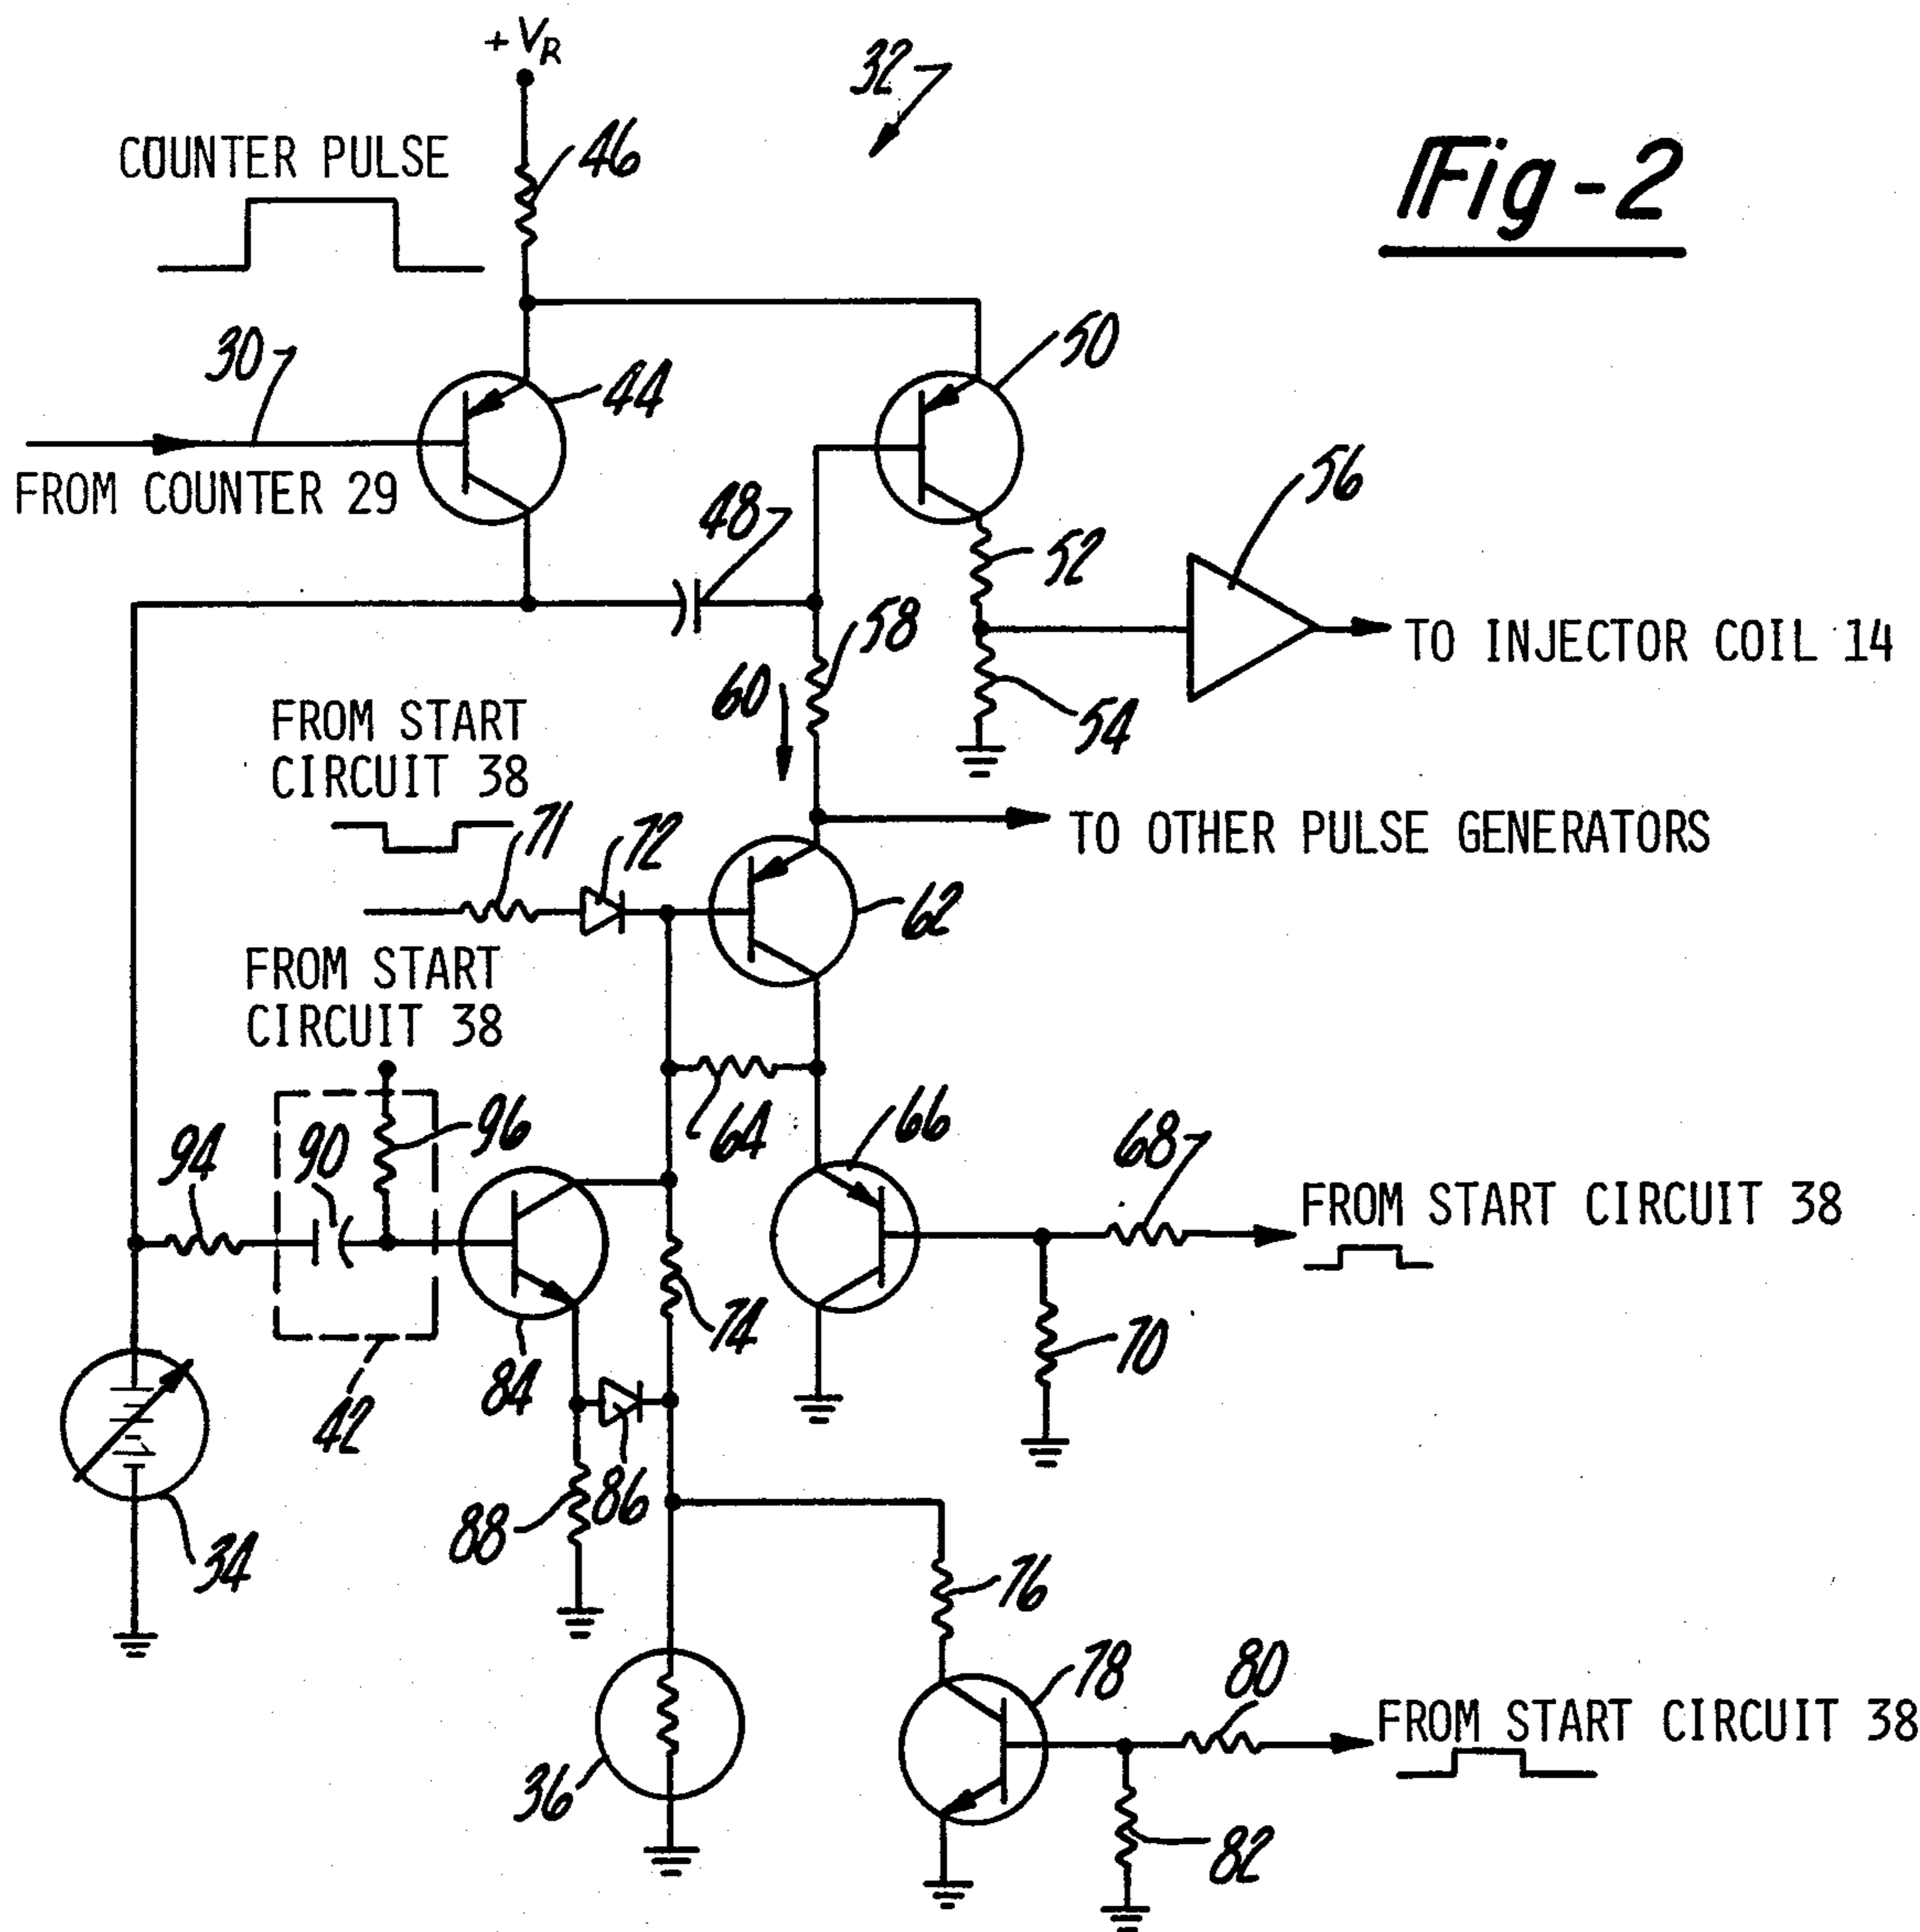 +VR
32
COUNTER PULSE
46
Fig-2
30
44
50
FROM COUNTER 29
48
52
56
58
TO INJECTOR COIL 14
60
54
FROM START
CIRCUIT 38
71
72
TO OTHER PULSE GENERATORS
62
FROM START
CIRCUIT 38
64
66
68
94
90
96
FROM START CIRCUIT 38
74
70
84
42
86
88
34
76
78
80
FROM START CIRCUIT 38
36
82